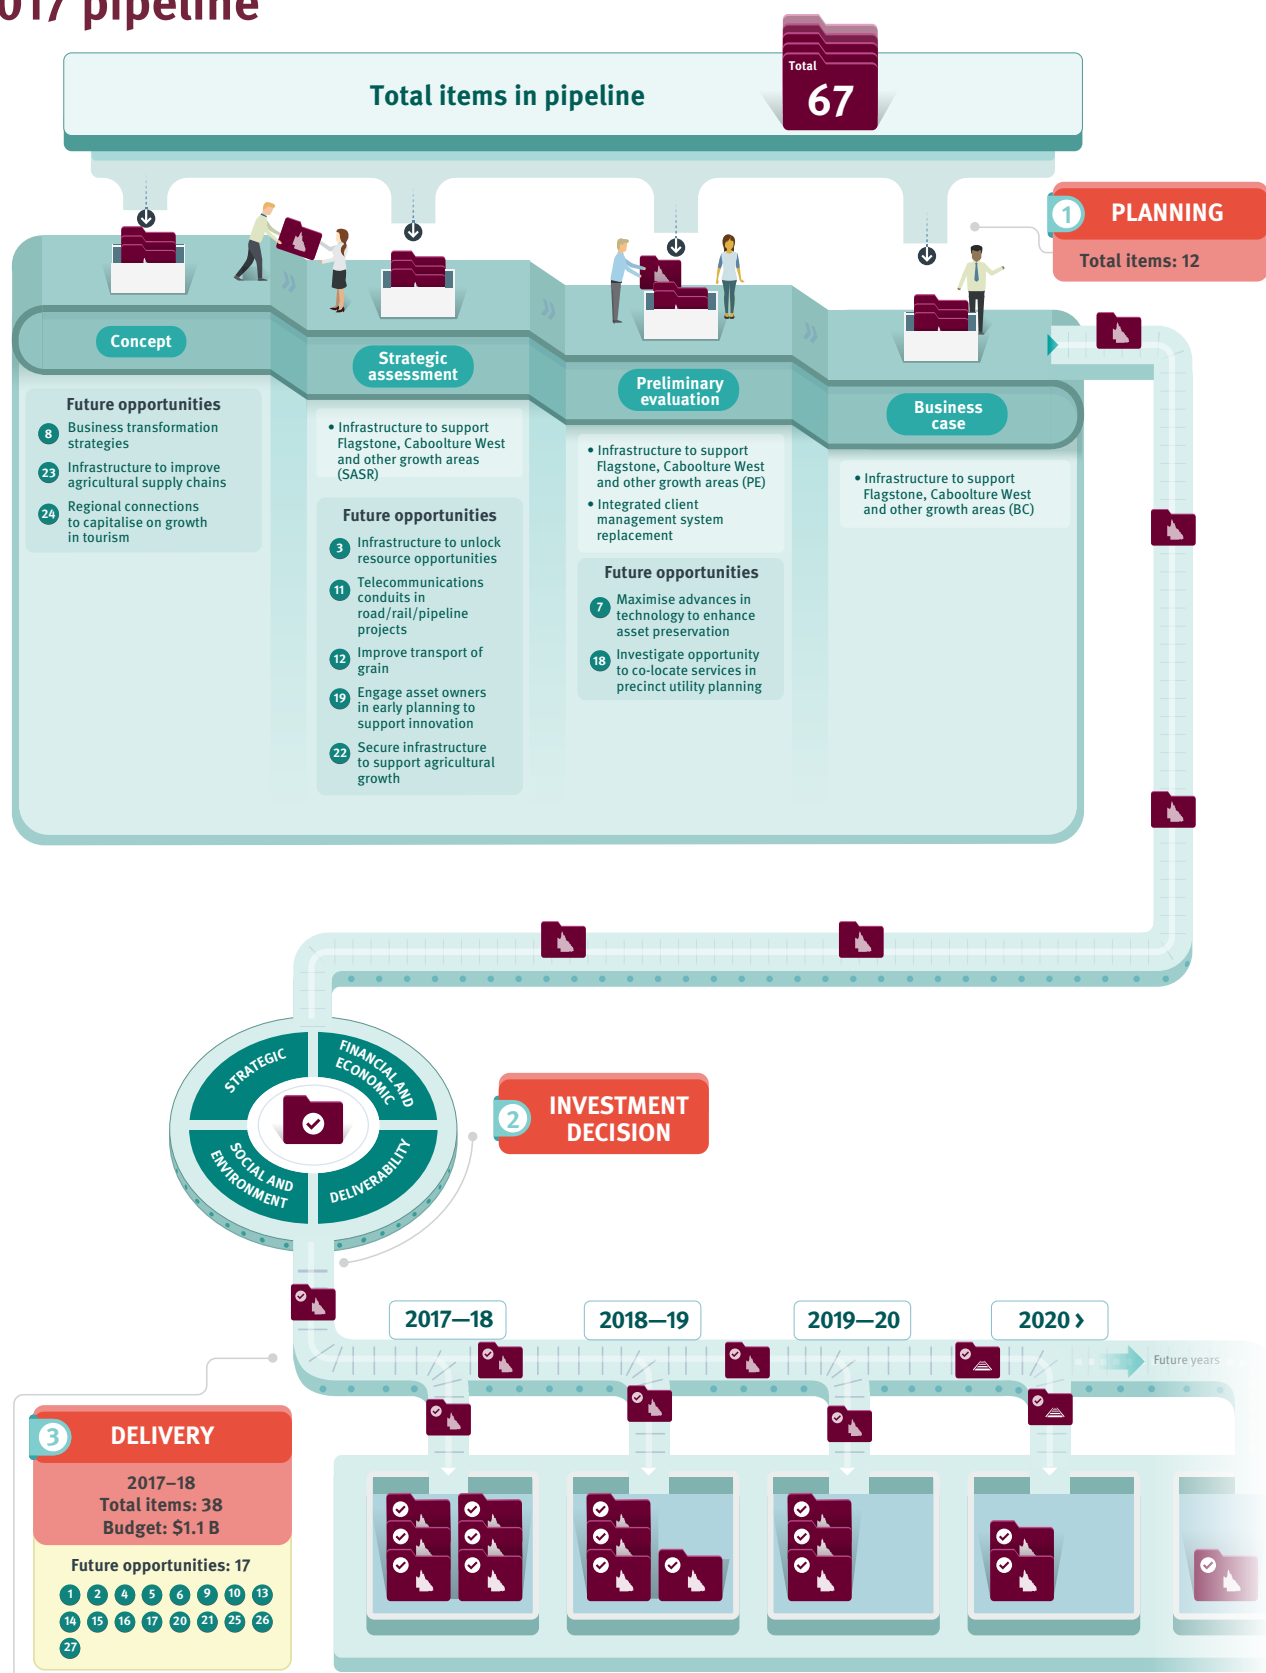 017 pipeline
Total items in pipeline
Total
67
1
PLANNING
Total items: 12
Concept
Future opportunities
8
Business transformation
strategies
23
Infrastructure to improve
agricultural supply chains
24
Regional connections
to capitalise on growth
in tourism
Strategic
assessment
• Infrastructure to support
Flagstone, Caboolture West
and other growth areas
(SASR)
Future opportunities
3
Infrastructure to unlock
resource opportunities
11
Telecommunications
conduits in
road/rail/pipeline
projects
12
Improve transport of
grain
19
Engage asset owners
in early planning to
support innovation
22
Secure infrastructure
to support agricultural
growth
Preliminary
evaluation
• Infrastructure to support
Flagstone, Caboolture West
and other growth areas (PE)
• Integrated client
management system
replacement
Future opportunities
7
Maximise advances in
technology to enhance
asset preservation
18
Investigate opportunity
to co-locate services in
precinct utility planning
Business
case
• Infrastructure to support
Flagstone, Caboolture West
and other growth areas (BC)
STRATEGIC
FINANCIAL AND
ECONOMIC
SOCIAL AND
ENVIRONMENT
DELIVERABILITY
2
INVESTMENT
DECISION
2017—18
2018—19
2019—20
2020 ›
Future years
3
DELIVERY
2017–18
Total items: 38
Budget: $1.1 B
Future opportunities: 17
1 2 4 5 6 9 10 13
14 15 16 17 20 21 25 26
27